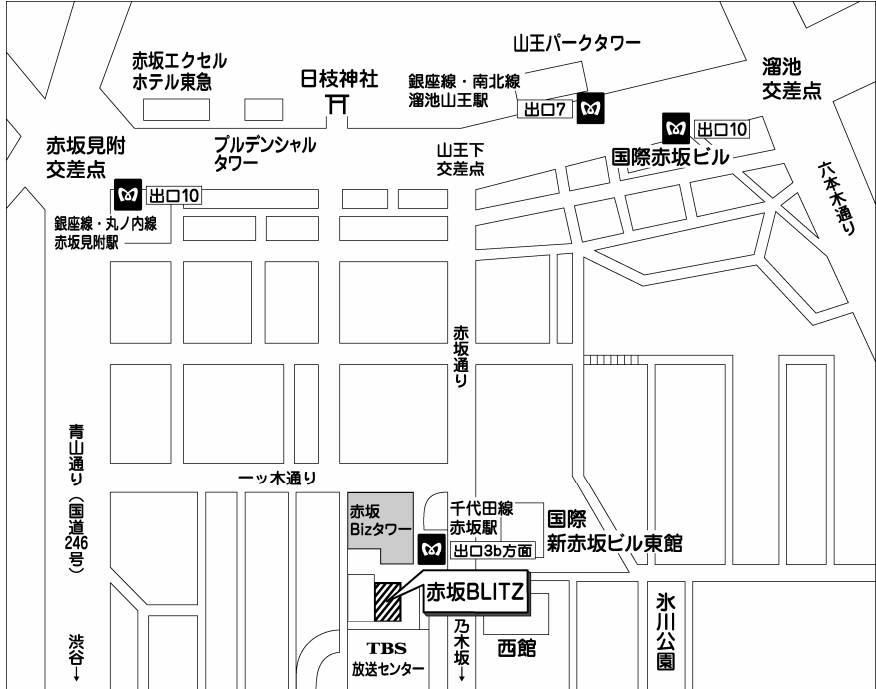 山王パークタワー
赤坂エクセル
ホテル東急
日枝神社
銀座線・南北線
溜池山王駅
出口7
溜池
交差点
出口10
国際赤坂ビル
赤坂見附
交差点
プルデンシャル
タワー
山王下
交差点
六本木通り
出口10
銀座線・丸ノ内線
赤坂見附駅
赤坂通り
青山通り(国道246号)
一ッ木通り
赤坂
Bizタワー
千代田線
赤坂駅
出口3b方面
国際
新赤坂ビル東館
赤坂BLITZ
TBS
放送センター
乃木坂→
西館
氷川公園
渋谷→